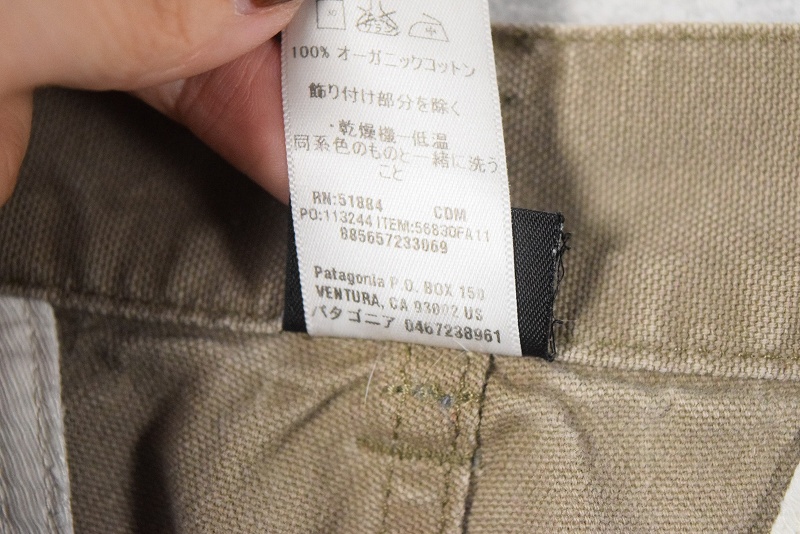 100% オーガニックコットン
飾り付け部分を除く
・乾燥機ー低温
同系色のものと一緒に洗う
こと
RN:51884 CDM
PO:113244 ITEM:56830FA11
885657233069
Patagonia P.O. BOX 150
VENTURA, CA 93002 US
パタゴニア 0467238961